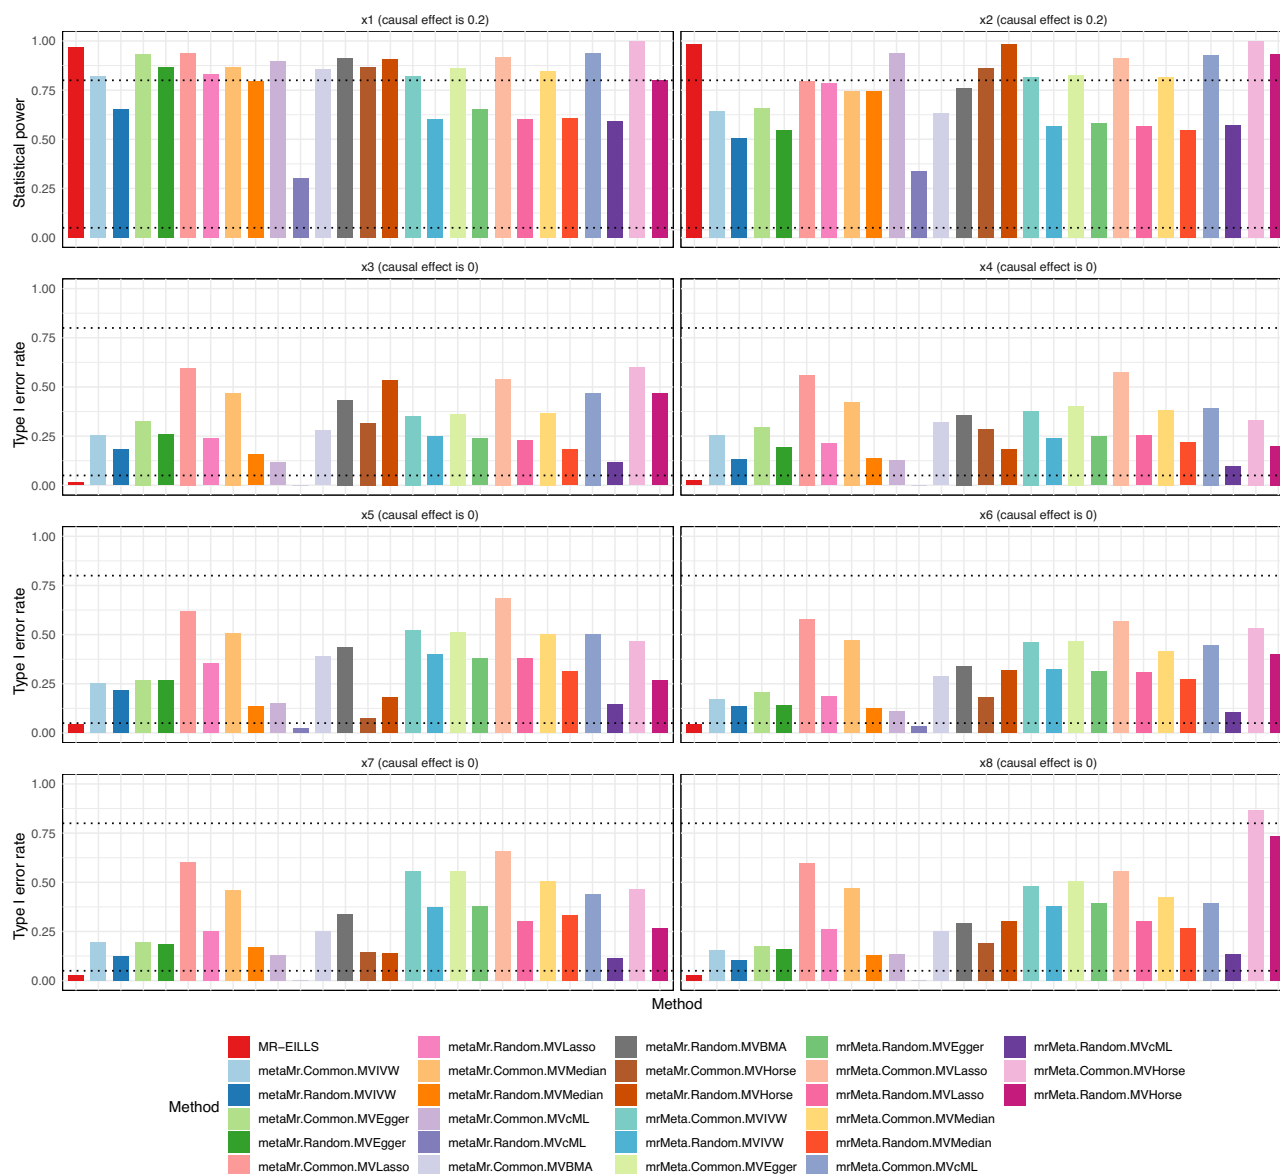 x1 (causal effect is 0.2)
x2 (causal effect is 0.2)
1.00
0.75
0.50
0.25
0.00
Statistical power
x3 (causal effect is 0)
x4 (causal effect is 0)
1.00
0.75
0.50
0.25
0.00
Type I error rate
x5 (causal effect is 0)
x6 (causal effect is 0)
1.00
0.75
0.50
0.25
0.00
Type I error rate
x7 (causal effect is 0)
x8 (causal effect is 0)
1.00
0.75
0.50
0.25
0.00
Type I error rate
Method
Method
MR−EILLS
metaMr.Common.MVIVW
metaMr.Random.MVIVW
metaMr.Common.MVEgger
metaMr.Random.MVEgger
metaMr.Common.MVLasso
metaMr.Random.MVLasso
metaMr.Common.MVMedian
metaMr.Random.MVMedian
metaMr.Common.MVcML
metaMr.Random.MVcML
metaMr.Common.MVBMA
metaMr.Random.MVBMA
metaMr.Common.MVHorse
metaMr.Random.MVHorse
mrMeta.Common.MVIVW
mrMeta.Random.MVIVW
mrMeta.Common.MVEgger
mrMeta.Random.MVEgger
mrMeta.Common.MVLasso
mrMeta.Random.MVLasso
mrMeta.Common.MVMedian
mrMeta.Random.MVMedian
mrMeta.Common.MVcML
mrMeta.Random.MVcML
mrMeta.Common.MVHorse
mrMeta.Random.MVHorse